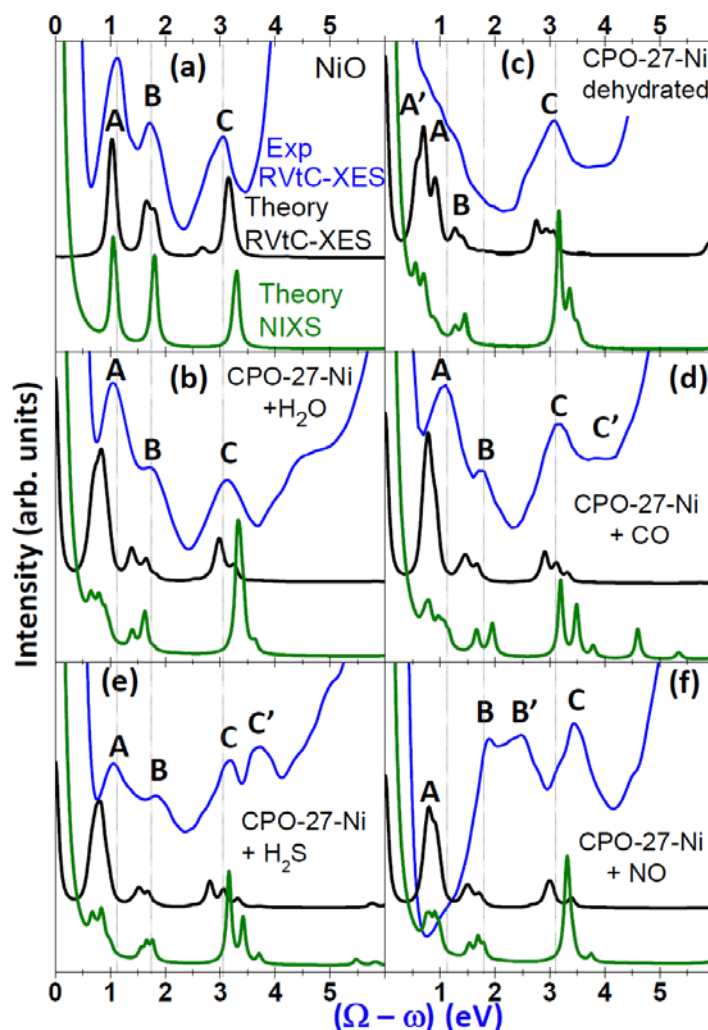 0 1 2 3 4 5
0 1 2 3 4 5
(a)
NiO
A
B
C
Exp
RVtC-XES
Theory
RVtC-XES
Theory
NIXS
(c)
CPO-27-Ni
dehydrated
A’
A
B
C
(b)
CPO-27-Ni
+H₂O
A
B
C
(d)
A
B
C
C’
CPO-27-Ni
+ CO
(e)
A
B
C
C’
CPO-27-Ni
+ H₂S
(f)
A
B
B’
C
CPO-27-Ni
+ NO
Intensity (arb. units)
0 1 2 3 4 5
0 1 2 3 4 5
(Ω − ω) (eV)